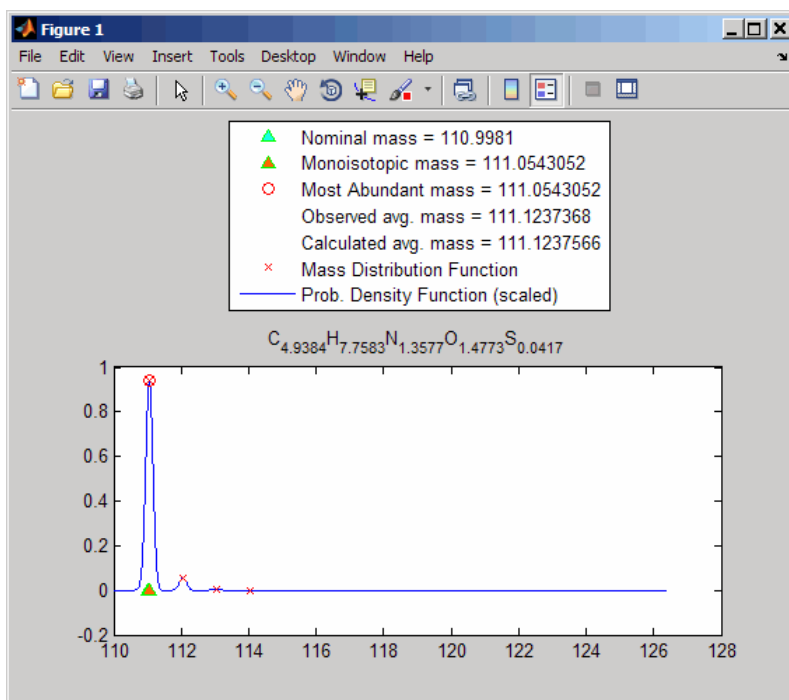 Figure 1
File Edit View Insert Tools Desktop Window Help
Nominal mass = 110.9981
Monoisotopic mass = 111.0543052
Most Abundant mass = 111.0543052
Observed avg. mass = 111.1237368
Calculated avg. mass = 111.1237566
Mass Distribution Function
Prob. Density Function (scaled)
C4.9384H7.7583N1.3577O1.4773S0.0417
1
0.8
0.6
0.4
0.2
0
-0.2
110 112 114 116 118 120 122 124 126 128